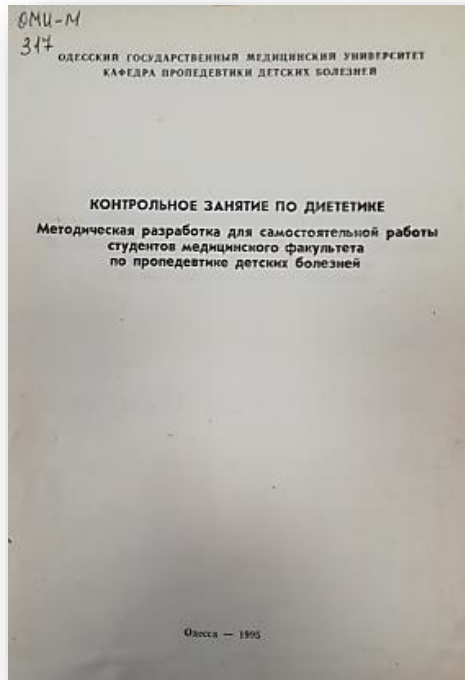 ОМИ-М
317
ОДЕССКИЙ ГОСУДАРСТВЕННЫЙ МЕДИЦИНСКИЙ УНИВЕРСИТЕТ
КАФЕДРА ПРОПЕДЕВТИКИ ДЕТСКИХ БОЛЕЗНЕЙ
КОНТРОЛЬНОЕ ЗАНЯТИЕ ПО ДИЕТЕТИКЕ
Методическая разработка для самостоятельной работы
студентов медицинского факультета
по пропедевтике детских болезней
Одесса — 1995